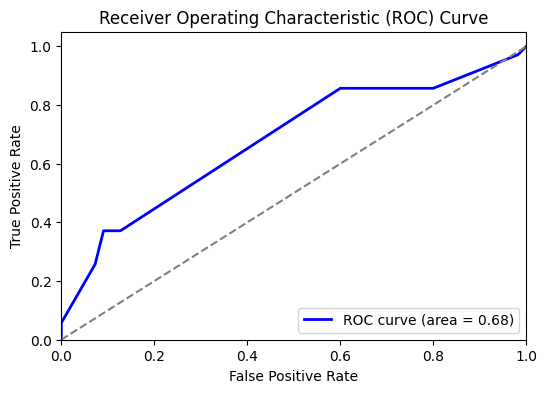 Receiver Operating Characteristic (ROC) Curve
True Positive Rate
1.0
0.8
0.6
0.4
0.2
0.0
0.0 0.2 0.4 0.6 0.8 1.0
False Positive Rate
ROC curve (area = 0.68)